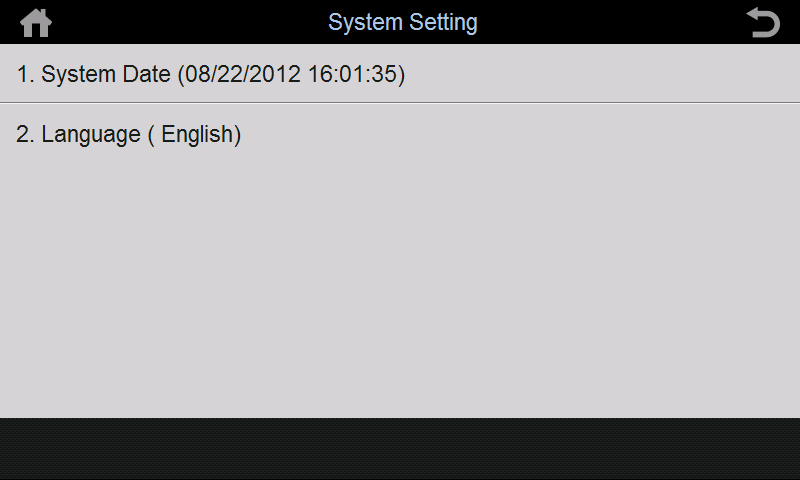 System Setting
1. System Date (08/22/2012 16:01:35)
2. Language ( English)